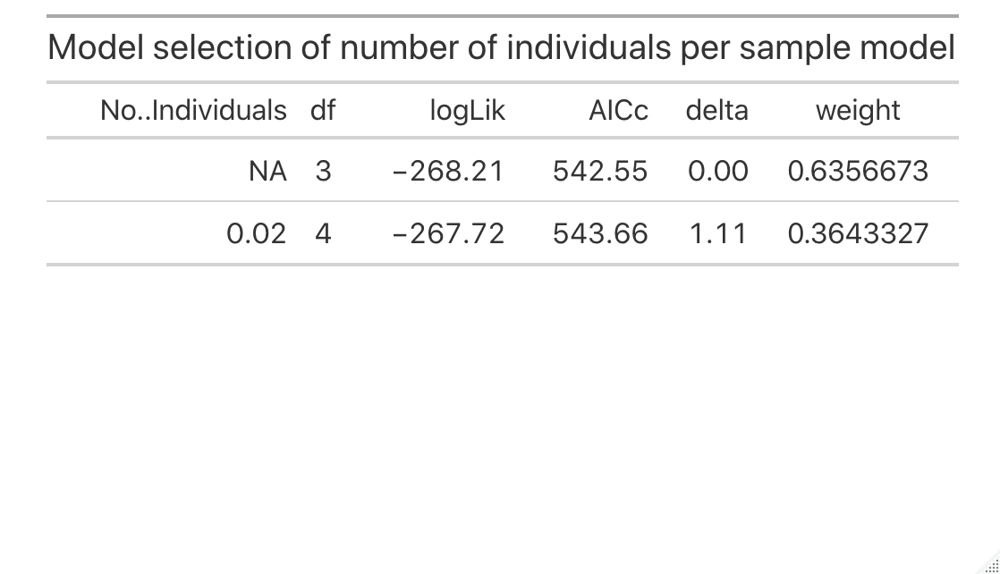 Model selection of number of individuals per sample model
No..Individuals df logLik AICc delta weight
NA 3 −268.21 542.55 0.00 0.6356673
0.02 4 −267.72 543.66 1.11 0.3643327